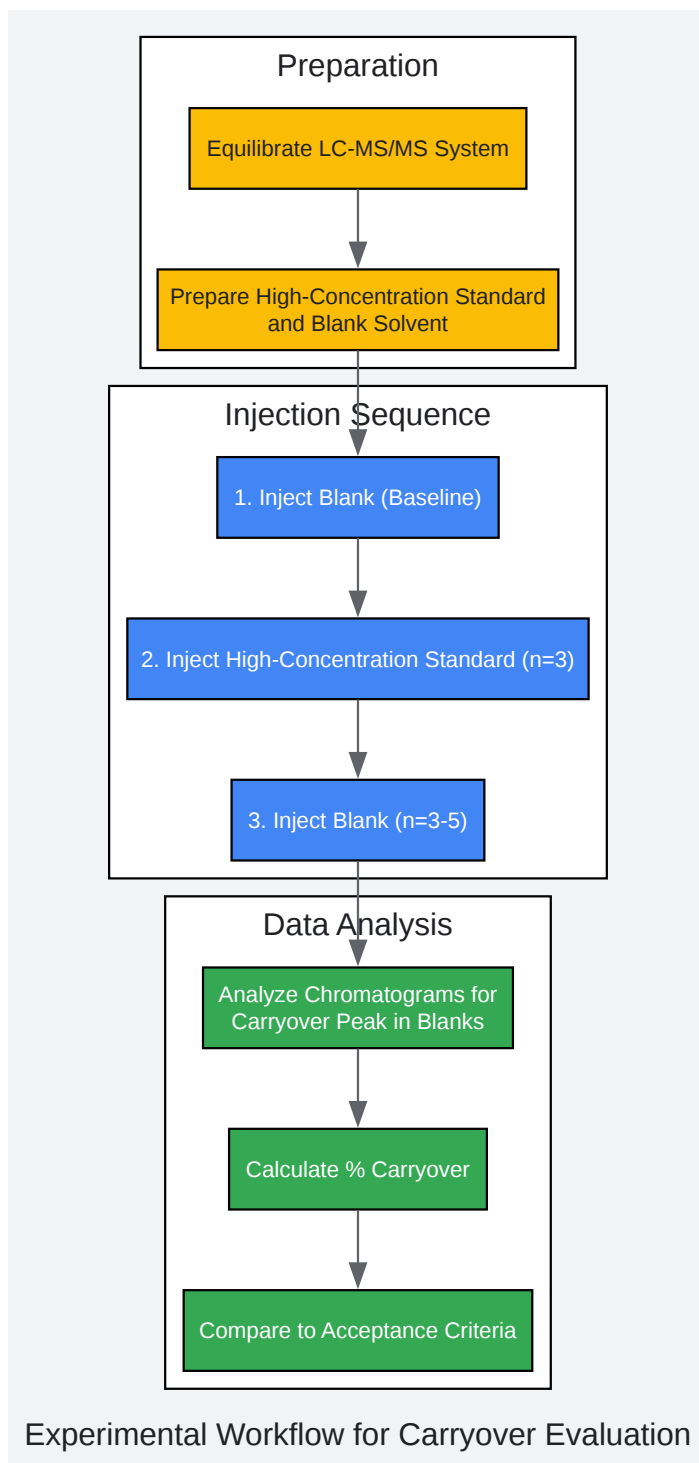 Preparation
Equilibrate LC-MS/MS System
Prepare High-Concentration Standard
and Blank Solvent
Injection Sequence
1. Inject Blank (Baseline)
2. Inject High-Concentration Standard (n=3)
3. Inject Blank (n=3-5)
Data Analysis
Analyze Chromatograms for
Carryover Peak in Blanks
Calculate % Carryover
Compare to Acceptance Criteria
Experimental Workflow for Carryover Evaluation